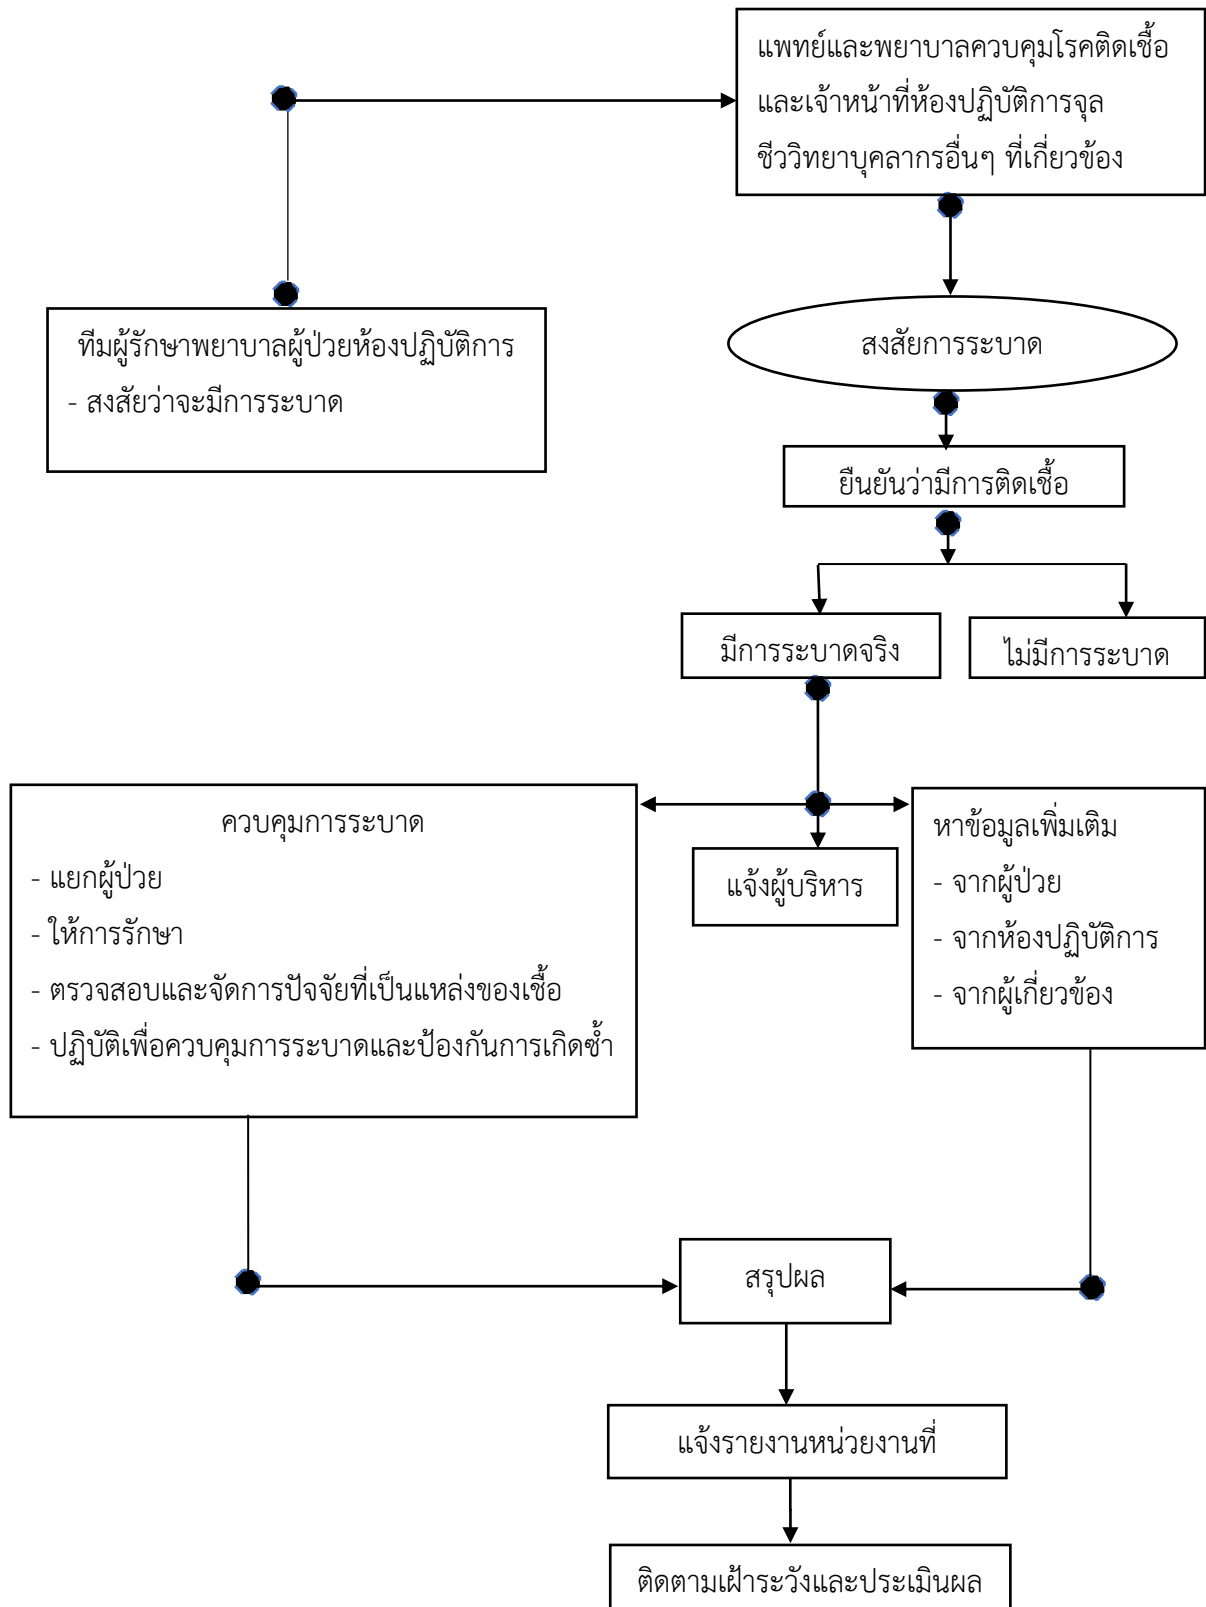 แพทย์และพยาบาลควบคุมโรคติดเชื้อ
และเจ้าหน้าที่ห้องปฏิบัติการจุล
ชีววิทยาบุคลากรอื่นๆ ที่เกี่ยวข้อง
ทีมผู้รักษาพยาบาลผู้ป่วยห้องปฏิบัติการ
- สงสัยว่าจะมีการระบาด
สงสัยการระบาด
ยืนยันว่ามีการติดเชื้อ
มีการระบาดจริง
ไม่มีการระบาด
ควบคุมการระบาด
- แยกผู้ป่วย
- ให้การรักษา
- ตรวจสอบและจัดการปัจจัยที่เป็นแหล่งของเชื้อ
- ปฏิบัติเพื่อควบคุมการระบาดและป้องกันการเกิดซ้ำ
แจ้งผู้บริหาร
หาข้อมูลเพิ่มเติม
- จากผู้ป่วย
- จากห้องปฏิบัติการ
- จากผู้เกี่ยวข้อง
สรุปผล
แจ้งรายงานหน่วยงานที่
ติดตามเฝ้าระวังและประเมินผล